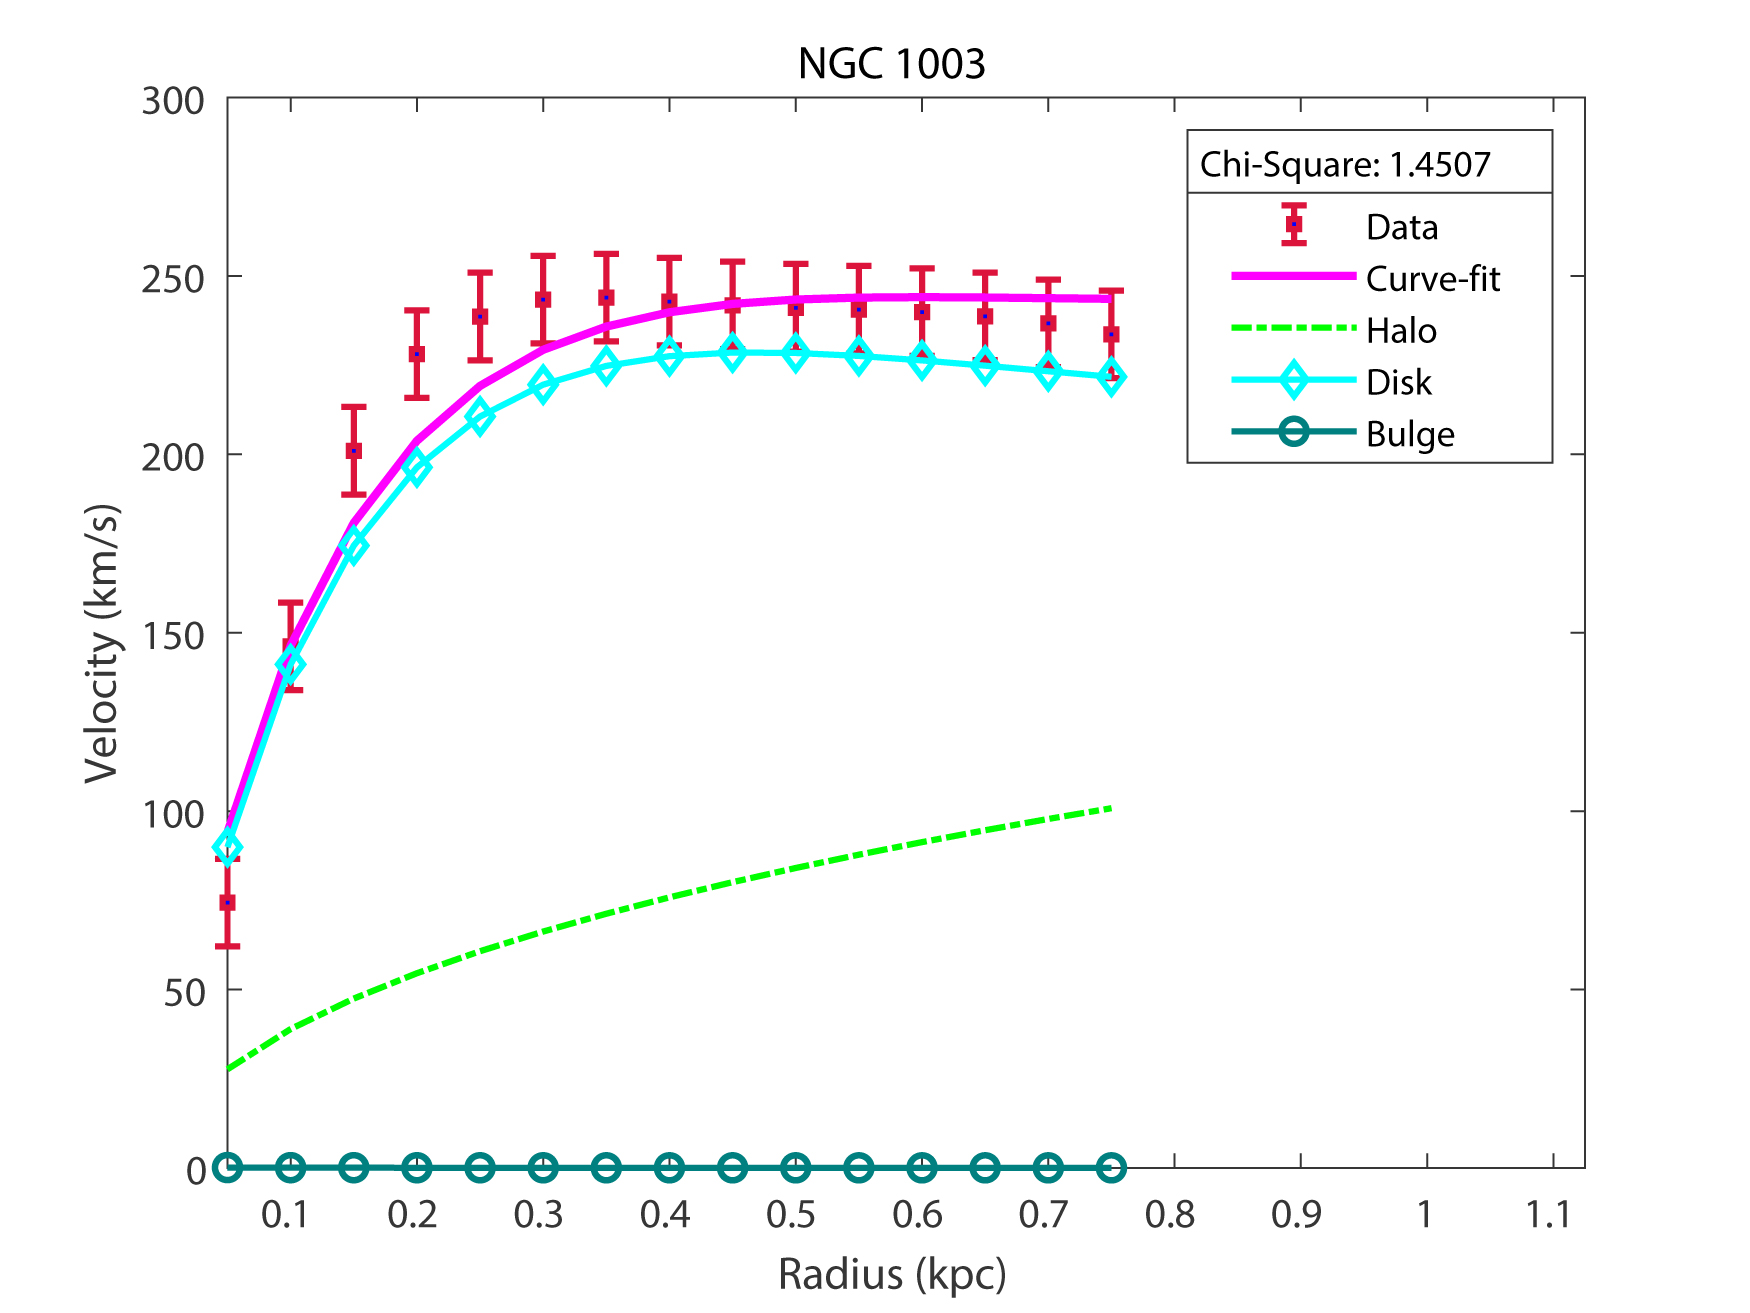 NGC 1003
300
250
200
150
100
50
0
Velocity (km/s)
Chi-Square: 1.4507
Data
Curve-fit
Halo
Disk
Bulge
0.1 0.2 0.3 0.4 0.5 0.6 0.7 0.8 0.9 1 1.1
Radius (kpc)